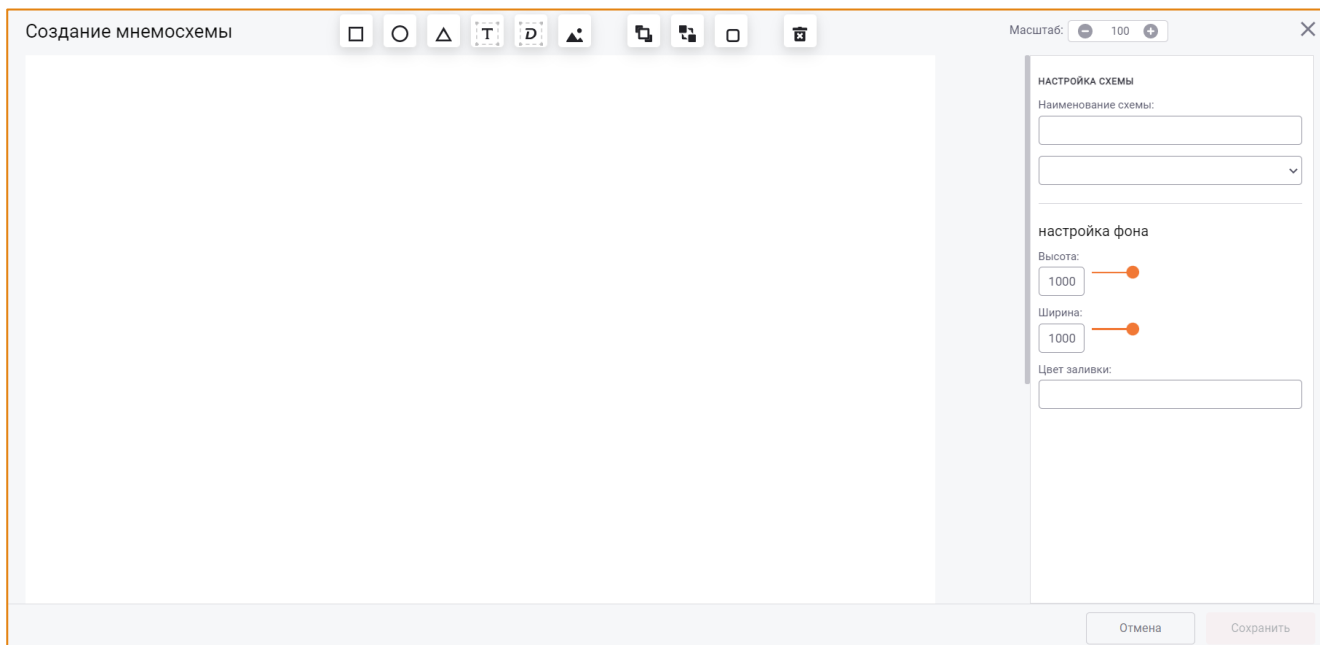 Создание мнемосхемы
T
D
Масштаб:
100
НАСТРОЙКА СХЕМЫ
Наименование схемы:
настройка фона
Высота:
1000
Ширина:
1000
Цвет заливки:
Отмена
Сохранить